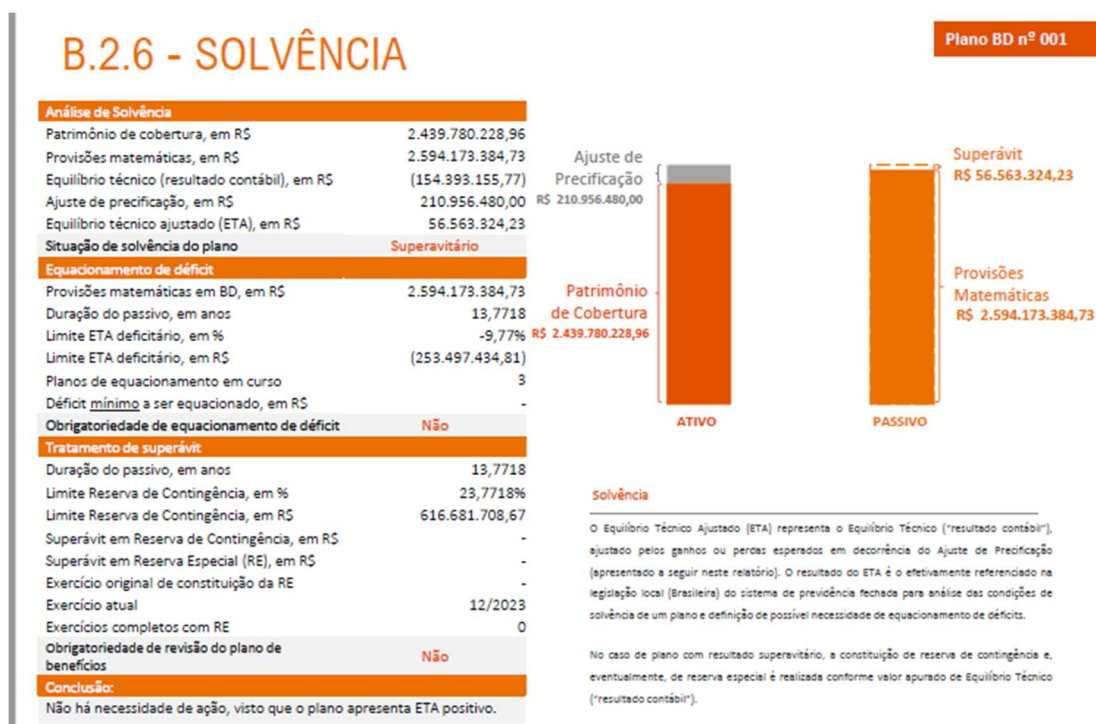 B.2.6 - SOLVÊNCIA
Plano BD nº 001
Análise de Solvência
Patrimônio de cobertura, em R$ 2.439.780.228,96
Provisões matemáticas, em R$ 2.594.173.384,73
Equilíbrio técnico (resultado contábil), em R$ (154.393.155,77)
Ajuste de precificação, em R$ 210.956.480,00
Equilíbrio técnico ajustado (ETA), em R$ 56.563.324,23
Situação de solvência do plano Superavitário
Equacionamento de déficit
Provisões matemáticas em BD, em R$ 2.594.173.384,73
Duração do passivo, em anos 13,7718
Limite ETA deficitário, em % -9,77%
Limite ETA deficitário, em R$ (253.497.434,81)
Planos de equacionamento em curso 3
Déficit mínimo a ser equacionado, em R$ -
Obrigatoriedade de equacionamento de déficit Não
Tratamento de superávit
Duração do passivo, em anos 13,7718
Limite Reserva de Contingência, em % 23,7718%
Limite Reserva de Contingência, em R$ 616.681.708,67
Superávit em Reserva de Contingência, em R$ -
Superávit em Reserva Especial (RE), em R$ -
Exercício original de constituição da RE -
Exercício atual 12/2023
Exercícios completos com RE 0
Obrigatoriedade de revisão do plano de
benefícios Não
Conclusão:
Não há necessidade de ação, visto que o plano apresenta ETA positivo.
Ajuste de
Precificação
R$ 210.956.480,00
Patrimônio
de Cobertura
R$ 2.439.780.228,96
ATIVO
Superávit
R$ 56.563.324,23
Provisões
Matemáticas
R$ 2.594.173.384,73
PASSIVO
Solvência
O Equilíbrio Técnico Ajustado (ETA) representa o Equilíbrio Técnico ("resultado contábil"),
ajustado pelos ganhos ou perdas esperados em decorrência do Ajuste de Precificação
(apresentado a seguir neste relatório). O resultado do ETA é o efetivamente referenciado na
legislação local (Brasileira) do sistema de previdência fechada para análise das condições de
solvência de um plano e definição de possível necessidade de equacionamento de déficits.
No caso de plano com resultado superavitário, a constituição de reserva de contingência e,
eventualmente, de reserva especial é realizada conforme valor apurado de Equilíbrio Técnico
("resultado contábil").